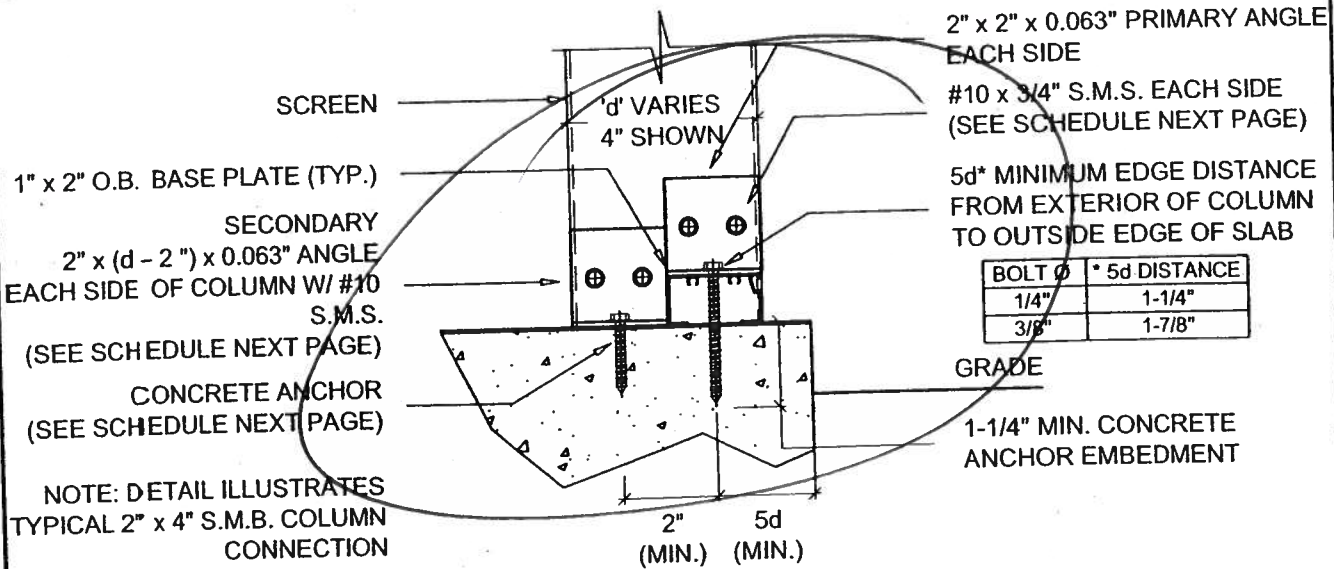 SCREEN
1" x 2" O.B. BASE PLATE (TYP.)
SECONDARY
2" x (d – 2 ") x 0.063" ANGLE
EACH SIDE OF COLUMN W/ #10
S.M.S.
(SEE SCHEDULE NEXT PAGE)
CONCRETE ANCHOR
(SEE SCHEDULE NEXT PAGE)
NOTE: DETAIL ILLUSTRATES
TYPICAL 2" x 4" S.M.B. COLUMN
CONNECTION
'd' VARIES
4" SHOWN
2"
(MIN.)
5d
(MIN.)
2" x 2" x 0.063" PRIMARY ANGLE
EACH SIDE
#10 x 3/4" S.M.S. EACH SIDE
(SEE SCHEDULE NEXT PAGE)
5d* MINIMUM EDGE DISTANCE
FROM EXTERIOR OF COLUMN
TO OUTSIDE EDGE OF SLAB
BOLT Ø * 5d DISTANCE
1/4" 1-1/4"
3/8" 1-7/8"
GRADE
1-1/4" MIN. CONCRETE
ANCHOR EMBEDMENT